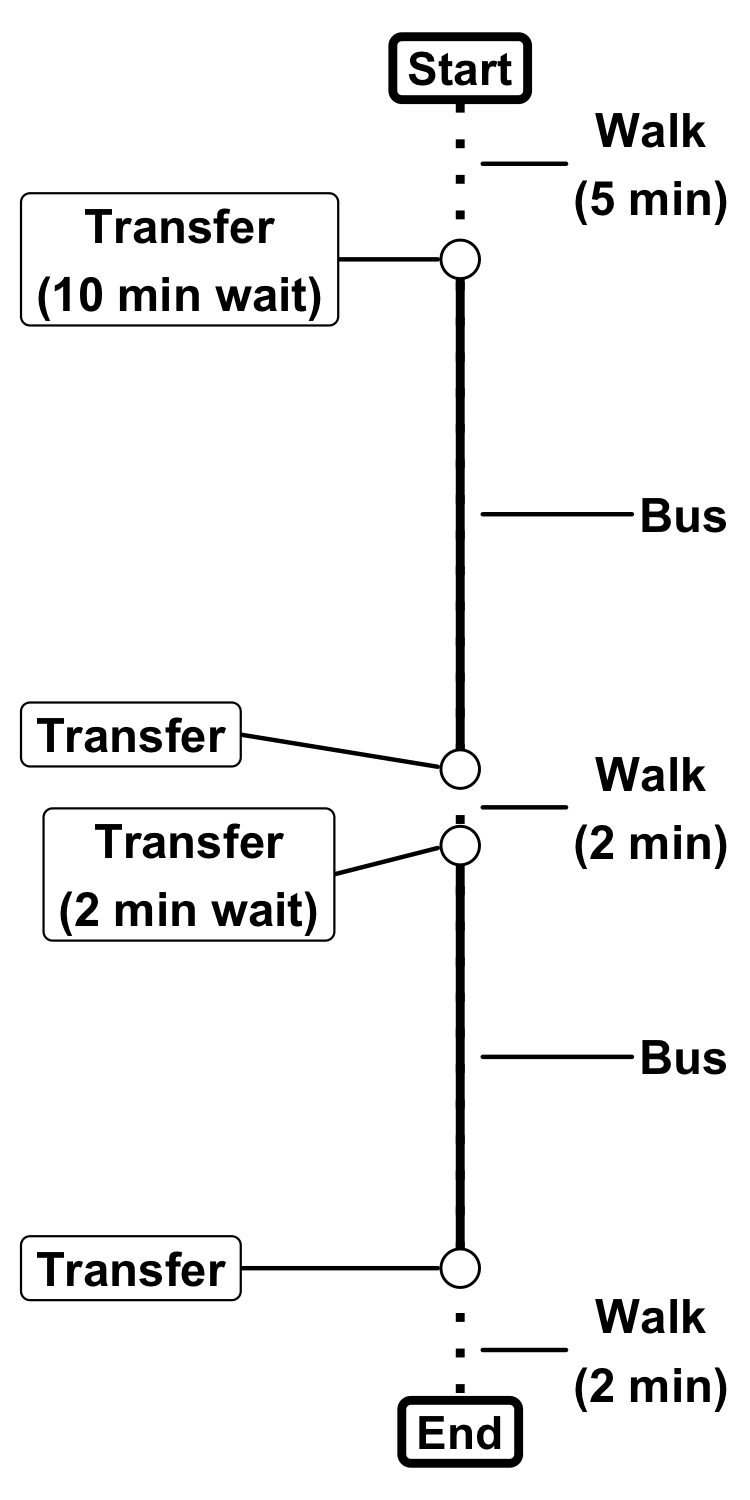 Start
Walk
(5 min)
Transfer
(10 min wait)
Bus
Transfer
Walk
(2 min)
Transfer
(2 min wait)
Bus
Transfer
Walk
(2 min)
End